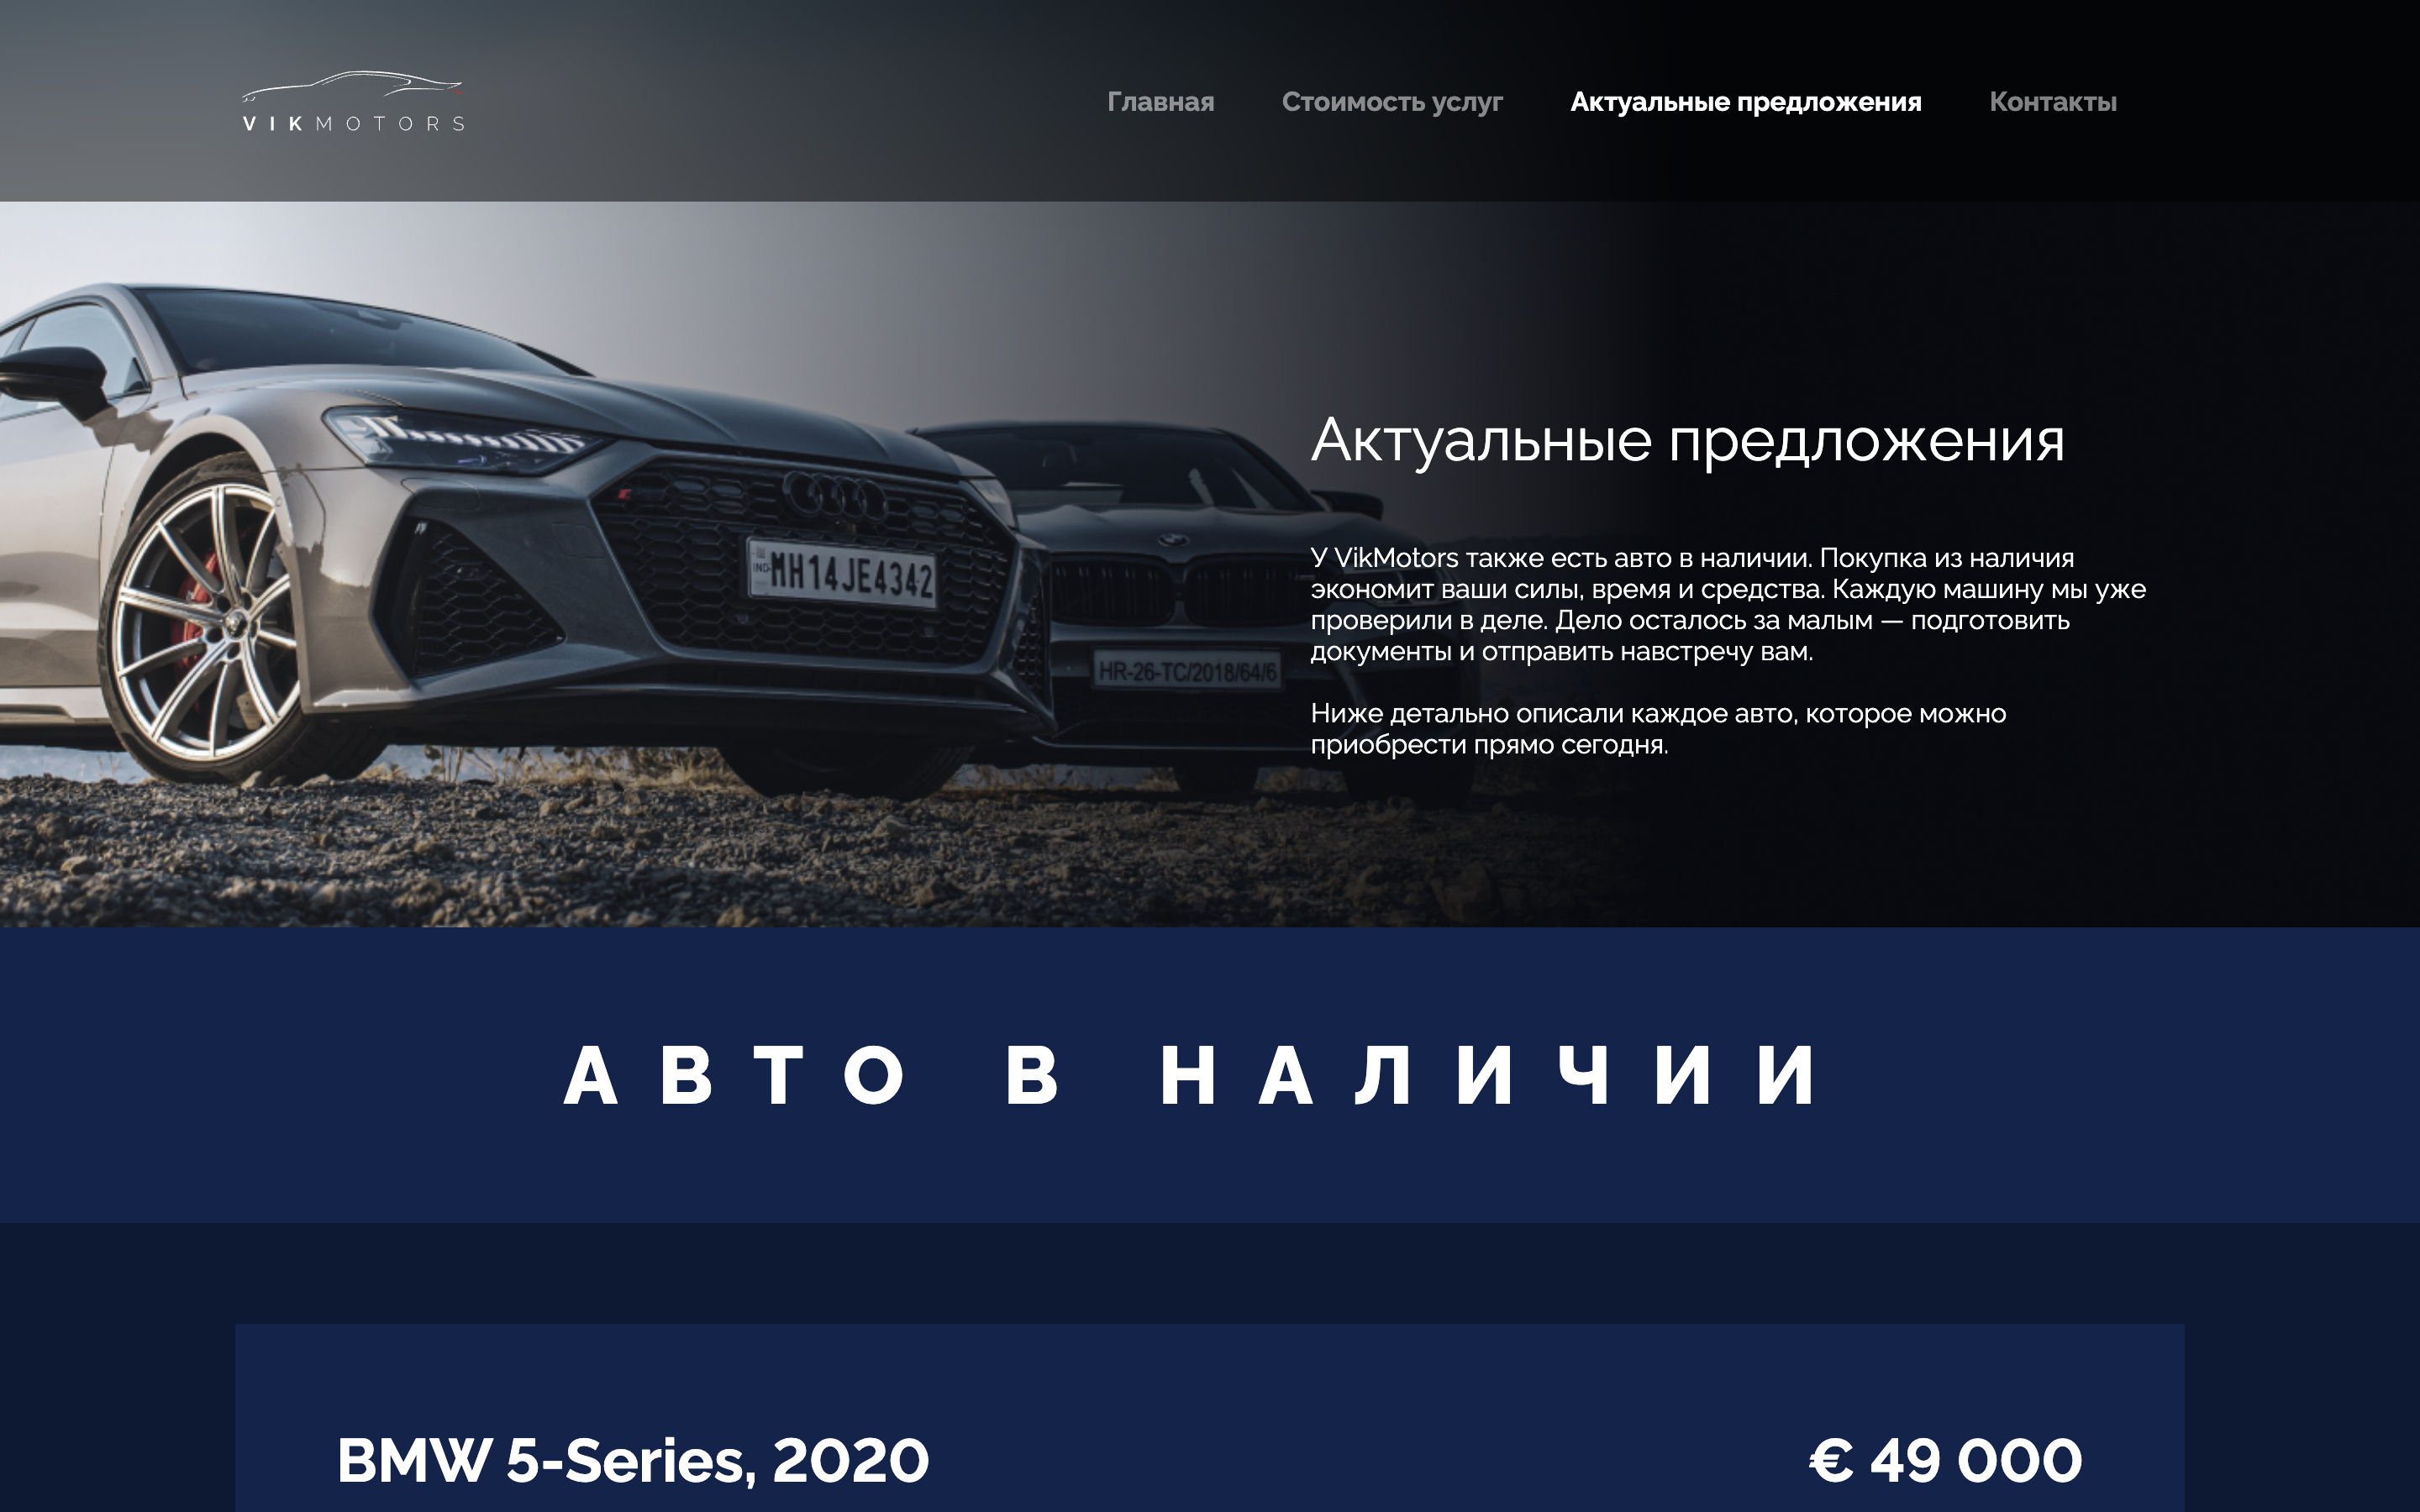 VIKMOTORS
Главная Стоимость услуг Актуальные предложения Контакты
Актуальные предложения
У VikMotors также есть авто в наличии. Покупка из наличия
экономит ваши силы, время и средства. Каждую машину мы уже
проверили в деле. Дело осталось за малым — подготовить
документы и отправить навстречу вам.
Ниже детально описали каждое авто, которое можно
приобрести прямо сегодня.
IND MH14JE4342
HR-26-TC/2018/64/6
АВТО В НАЛИЧИИ
BMW 5-Series, 2020
€ 49 000